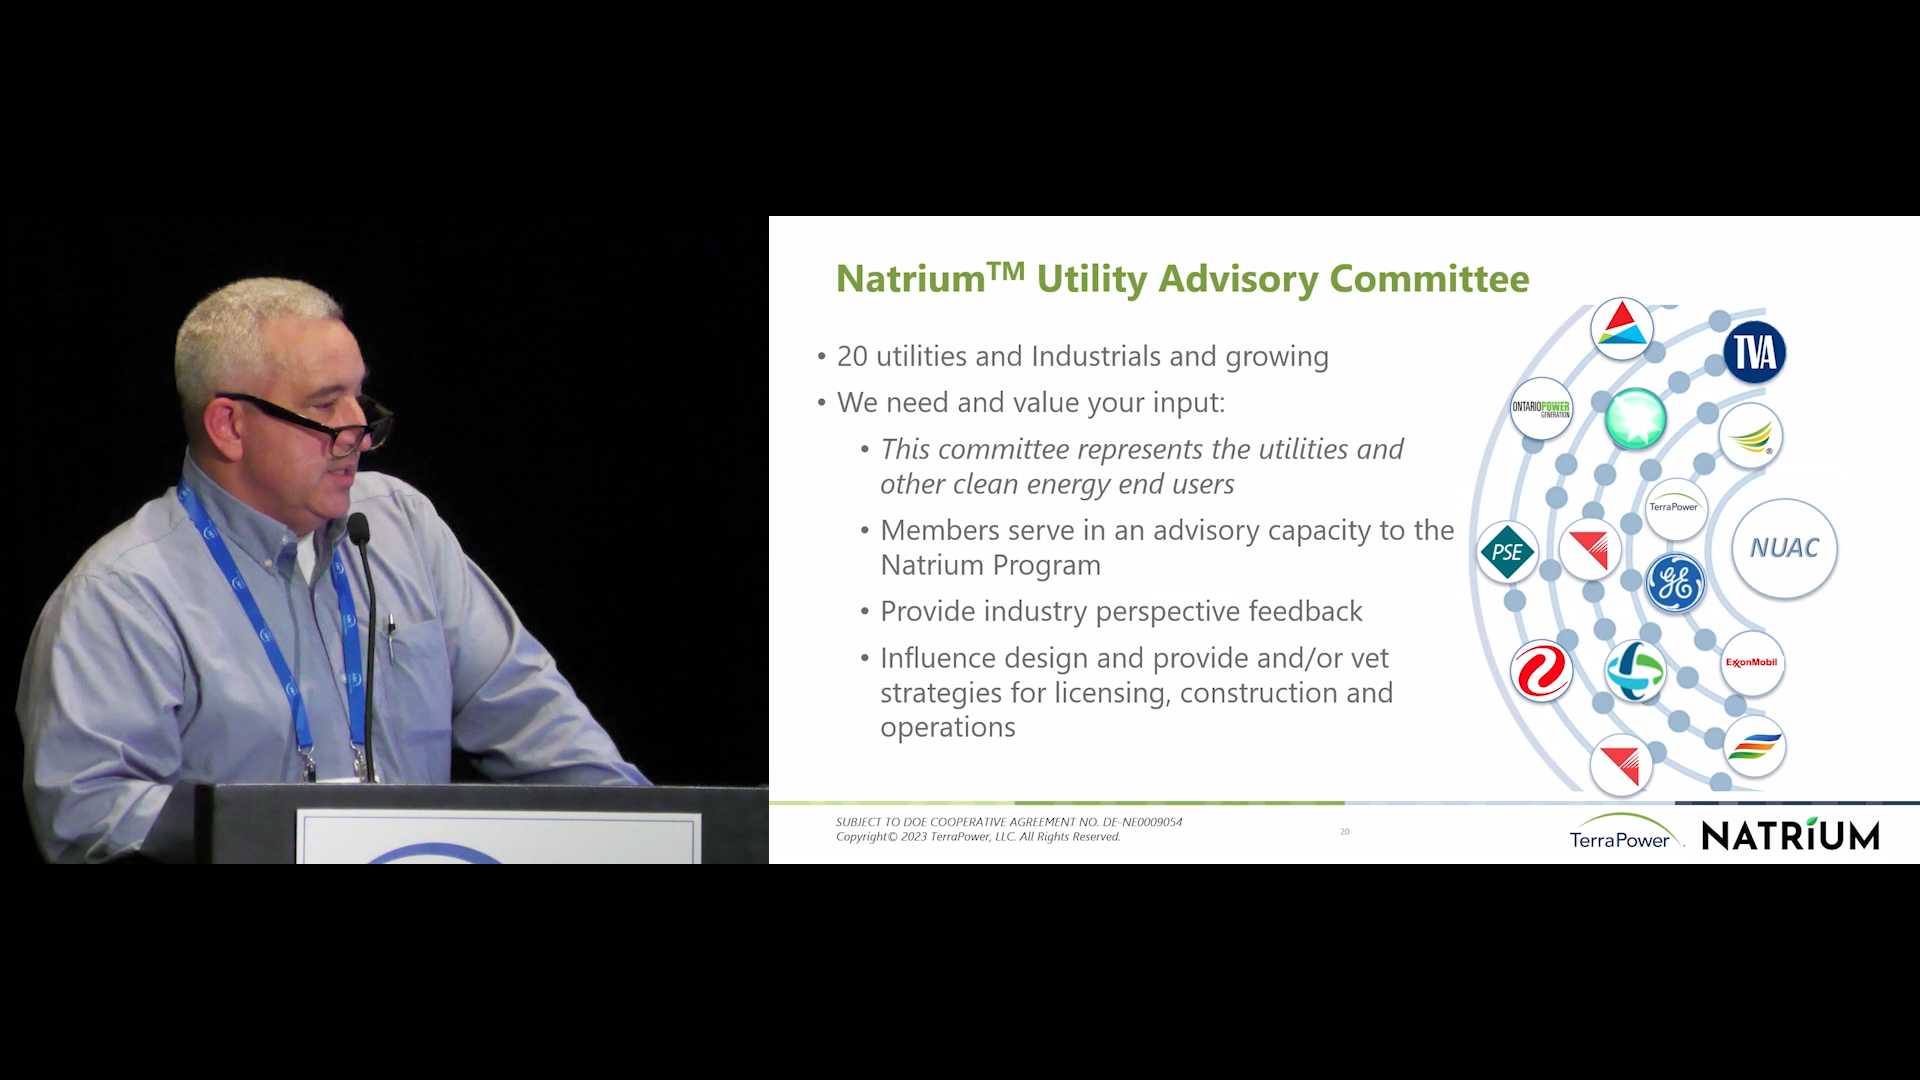 Natrium™ Utility Advisory Committee
• 20 utilities and Industrials and growing
• We need and value your input:
• This committee represents the utilities and
other clean energy end users
• Members serve in an advisory capacity to the
Natrium Program
• Provide industry perspective feedback
• Influence design and provide and/or vet
strategies for licensing, construction and
operations
TVA
ONTARIOPOWER
GENERATION
TerraPower
PSE
NUAC
GE
ExxonMobil
SUBJECT TO DOE COOPERATIVE AGREEMENT NO. DE-NE0009054
Copyright© 2023 TerraPower, LLC. All Rights Reserved.
20
TerraPower
NATRIUM